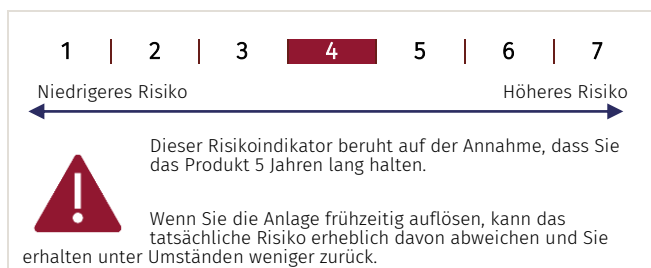 1 | 2 | 3 | 4 | 5 | 6 | 7
Niedrigeres Risiko Höheres Risiko
Dieser Risikoindikator beruht auf der Annahme, dass Sie
das Produkt 5 Jahren lang halten.
Wenn Sie die Anlage frühzeitig auflösen, kann das
tatsächliche Risiko erheblich davon abweichen und Sie
erhalten unter Umständen weniger zurück.